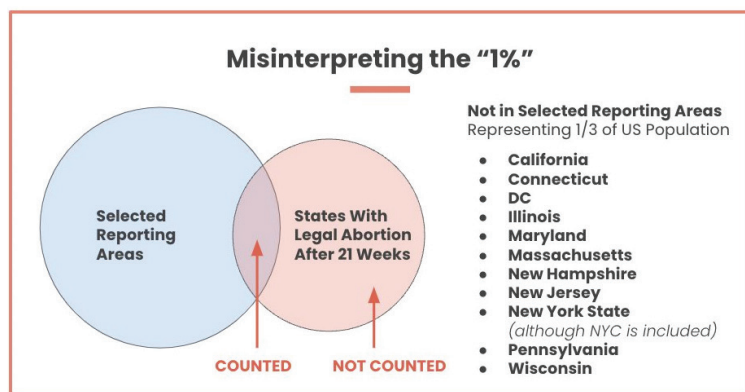 Misinterpreting the “1%”
Selected
Reporting
Areas
States With
Legal Abortion
After 21 Weeks
COUNTED
NOT COUNTED
Not in Selected Reporting Areas
Representing 1/3 of US Population
● California
● Connecticut
● DC
● Illinois
● Maryland
● Massachusetts
● New Hampshire
● New Jersey
● New York State
(although NYC is included)
● Pennsylvania
● Wisconsin